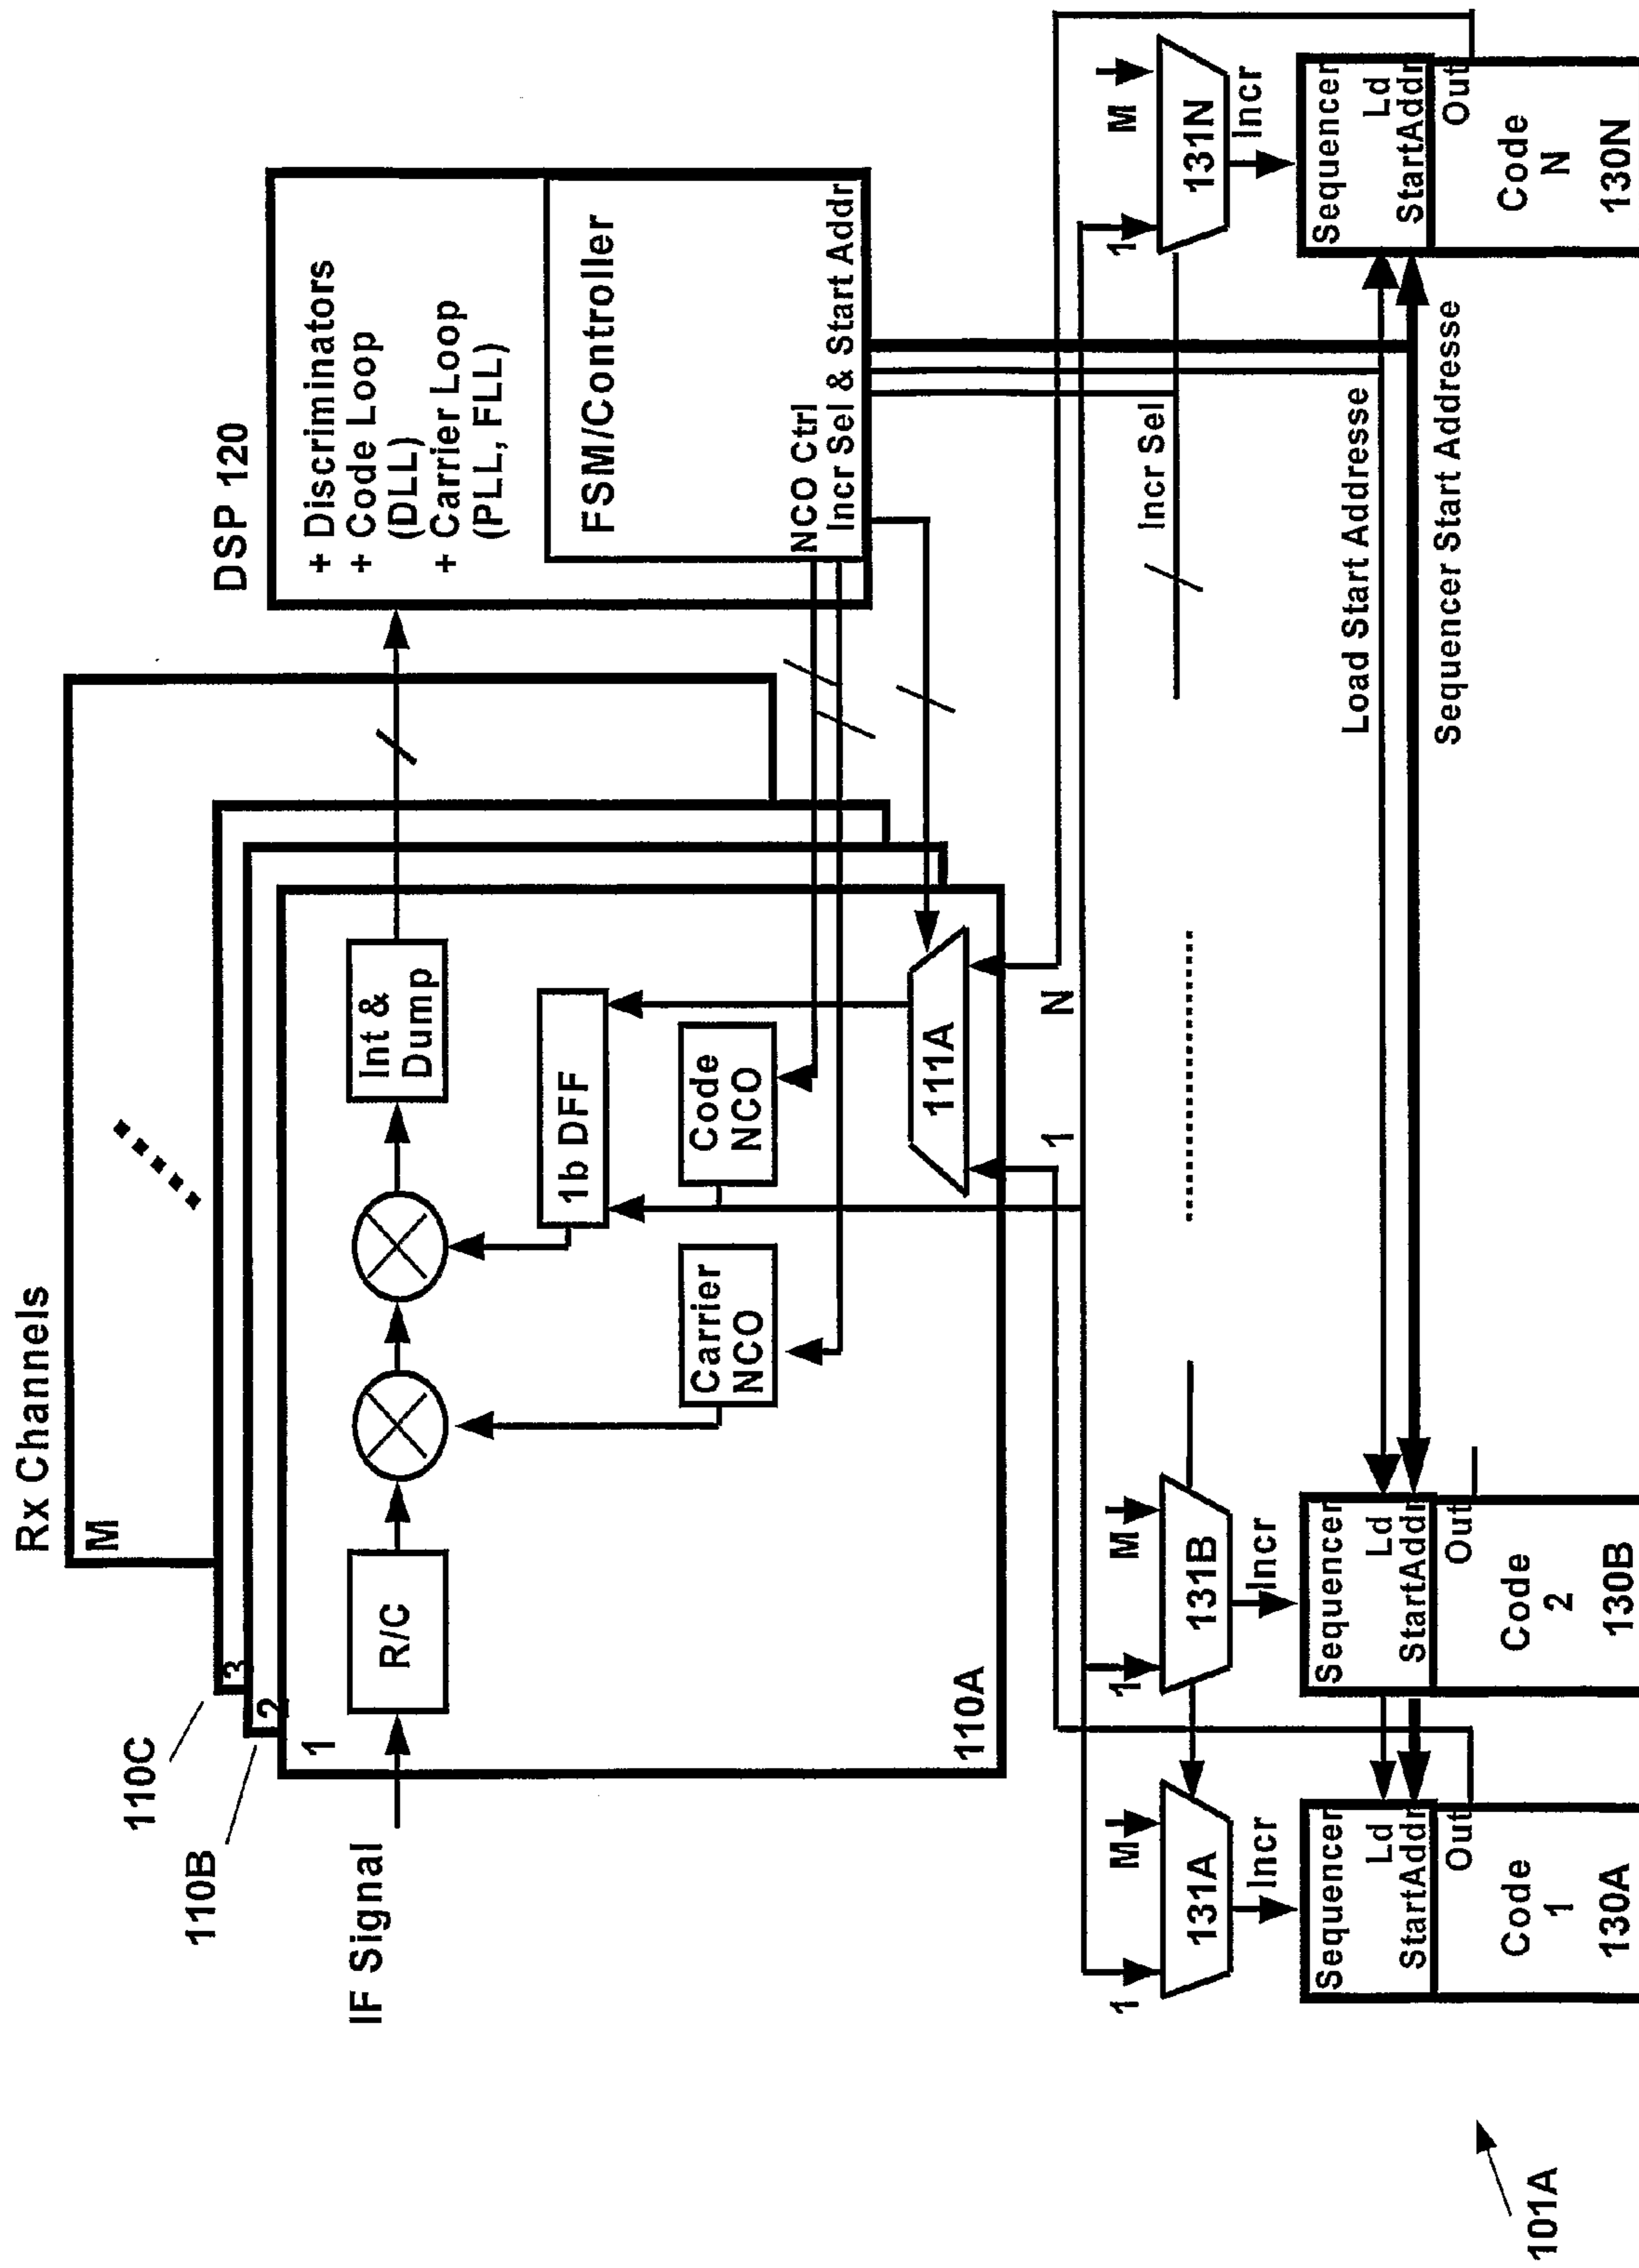 Rx Channels
M
3
2
1
110C
110B
IF Signal
R/C
Int &
Dump
1b DFF
Carrier
NCO
Code
NCO
111A
110A
1
N
DSP 120
+ Discriminators
+ Code Loop
(DLL)
+ Carrier Loop
(PLL, FLL)
FSM/Controller
NCO Ctrl
Incr Sel & Start Addr
1
M
131A
Incr
1
M
131B
Incr
Incr Sel
1
M
131N
Incr
Load Start Addresse
Sequencer Start Addresse
Sequencer
Ld
StartAddr
Out
Code
1
130A
Sequencer
Ld
StartAddr
Out
Code
2
130B
Sequencer
Ld
StartAddr
Out
Code
N
130N
101A